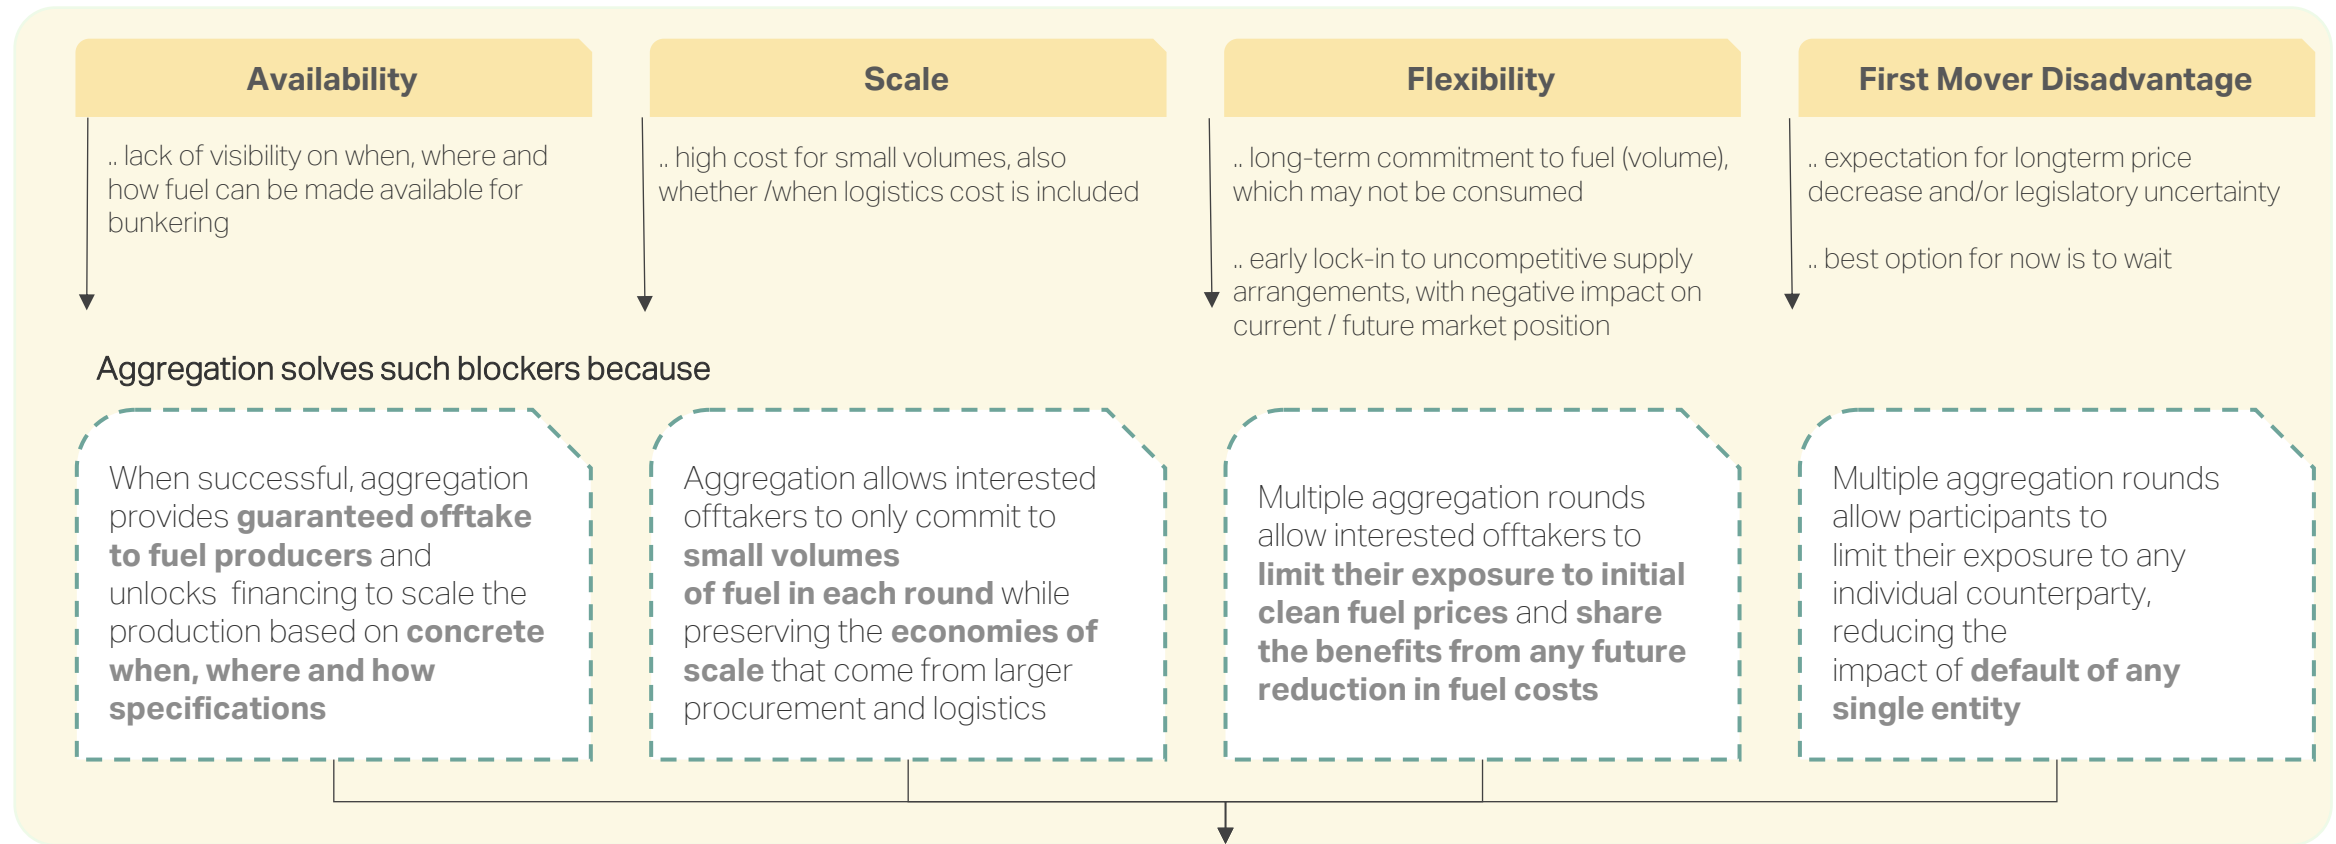 Availability
.. lack of visibility on when, where and
how fuel can be made available for
bunkering
Scale
.. high cost for small volumes, also
whether /when logistics cost is included
Flexibility
.. long-term commitment to fuel (volume),
which may not be consumed
.. early lock-in to uncompetitive supply
arrangements, with negative impact on
current / future market position
First Mover Disadvantage
.. expectation for longterm price
decrease and/or legislatory uncertainty
.. best option for now is to wait
Aggregation solves such blockers because
When successful, aggregation
provides guaranteed offtake
to fuel producers and
unlocks  financing to scale the
production based on concrete
when, where and how
specifications
Aggregation allows interested
offtakers to only commit to
small volumes
of fuel in each round while
preserving the economies of
scale that come from larger
procurement and logistics
Multiple aggregation rounds
allow interested offtakers to
limit their exposure to initial
clean fuel prices and share
the benefits from any future
reduction in fuel costs
Multiple aggregation rounds
allow participants to
limit their exposure to any
individual counterparty,
reducing the
impact of default of any
single entity